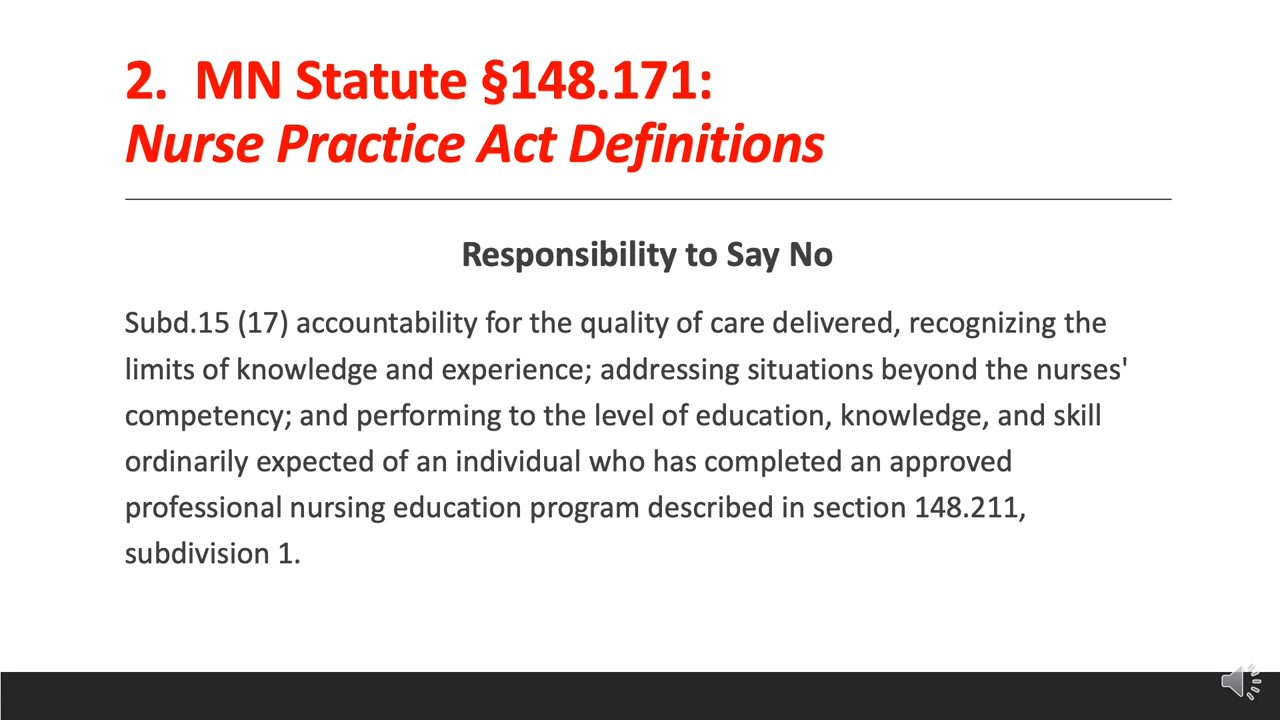 2.  MN Statute §148.171:
Nurse Practice Act Definitions
Responsibility to Say No
Subd.15 (17) accountability for the quality of care delivered, recognizing the
limits of knowledge and experience; addressing situations beyond the nurses'
competency; and performing to the level of education, knowledge, and skill
ordinarily expected of an individual who has completed an approved
professional nursing education program described in section 148.211,
subdivision 1.